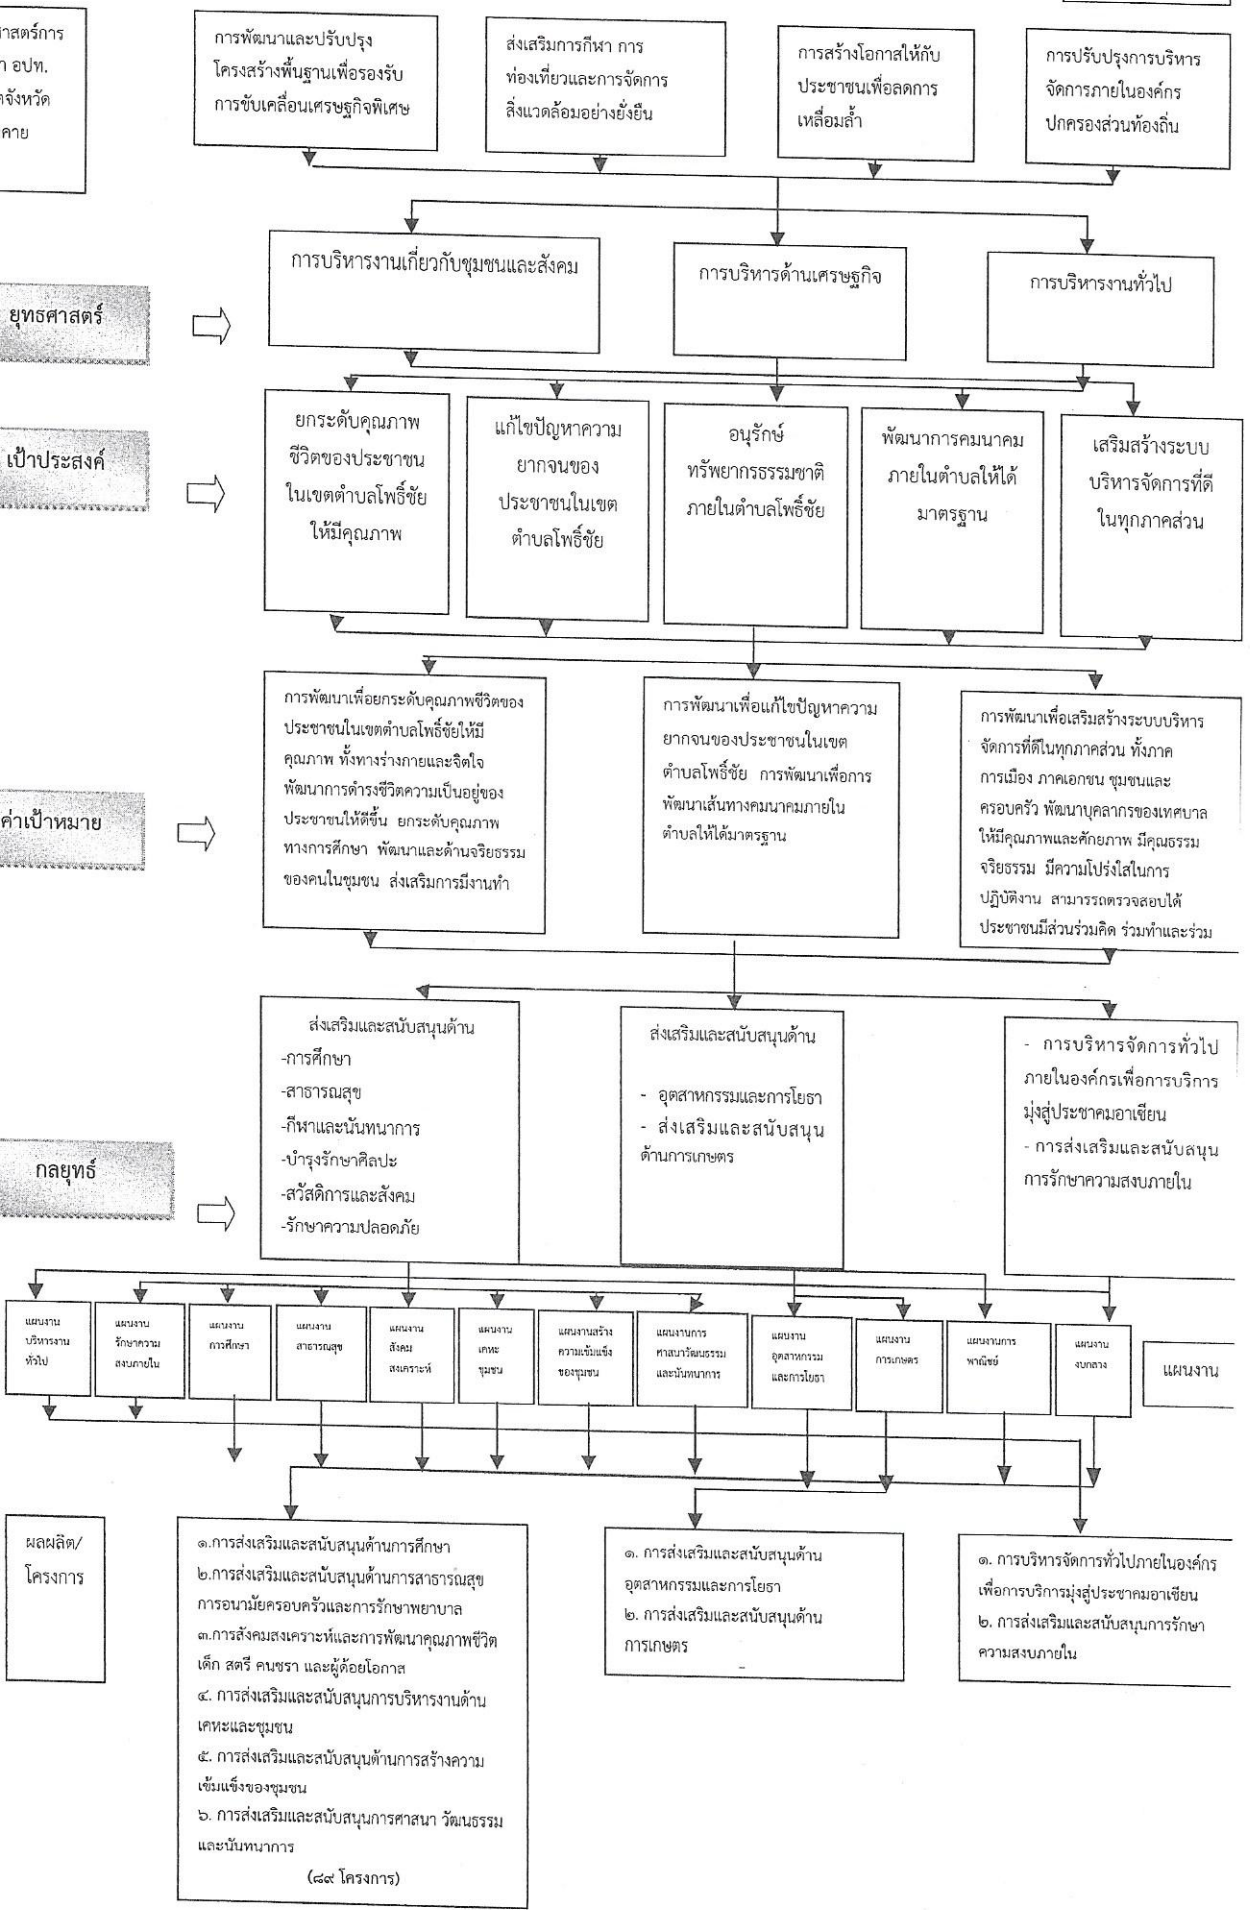 าสตร์การ
า อปท.
ตจังหวัด
คาย
การพัฒนาและปรับปรุง
โครงสร้างพื้นฐานเพื่อรองรับ
การขับเคลื่อนเศรษฐกิจพิเศษ
ส่งเสริมการกีฬา การ
ท่องเที่ยวและการจัดการ
สิ่งแวดล้อมอย่างยั่งยืน
การสร้างโอกาสให้กับ
ประชาชนเพื่อลดการ
เหลื่อมล้ำ
การปรับปรุงการบริหาร
จัดการภายในองค์กร
ปกครองส่วนท้องถิ่น
ยุทธศาสตร์
การบริหารงานเกี่ยวกับชุมชนและสังคม
การบริหารด้านเศรษฐกิจ
การบริหารงานทั่วไป
เป้าประสงค์
ยกระดับคุณภาพ
ชีวิตของประชาชน
ในเขตตำบลโพธิ์ชัย
ให้มีคุณภาพ
แก้ไขปัญหาความ
ยากจนของ
ประชาชนในเขต
ตำบลโพธิ์ชัย
อนุรักษ์
ทรัพยากรธรรมชาติ
ภายในตำบลโพธิ์ชัย
พัฒนาการคมนาคม
ภายในตำบลให้ได้
มาตรฐาน
เสริมสร้างระบบ
บริหารจัดการที่ดี
ในทุกภาคส่วน
ค่าเป้าหมาย
การพัฒนาเพื่อยกระดับคุณภาพชีวิตของ
ประชาชนในเขตตำบลโพธิ์ชัยให้มี
คุณภาพ ทั้งทางร่างกายและจิตใจ
พัฒนาการดำรงชีวิตความเป็นอยู่ของ
ประชาชนให้ดีขึ้น ยกระดับคุณภาพ
ทางการศึกษา พัฒนาและด้านจริยธรรม
ของคนในชุมชน ส่งเสริมการมีงานทำ
การพัฒนาเพื่อแก้ไขปัญหาความ
ยากจนของประชาชนในเขต
ตำบลโพธิ์ชัย การพัฒนาเพื่อการ
พัฒนาเส้นทางคมนาคมภายใน
ตำบลให้ได้มาตรฐาน
การพัฒนาเพื่อเสริมสร้างระบบบริหาร
จัดการที่ดีในทุกภาคส่วน ทั้งภาค
การเมือง ภาคเอกชน ชุมชนและ
ครอบครัว พัฒนาบุคลากรของเทศบาล
ให้มีคุณภาพและศักยภาพ มีคุณธรรม
จริยธรรม มีความโปร่งใสในการ
ปฏิบัติงาน สามารรถตรวจสอบได้
ประชาชนมีส่วนร่วมคิด ร่วมทำและร่วม
กลยุทธ์
ส่งเสริมและสนับสนุนด้าน
-การศึกษา
-สาธารณสุข
-กีฬาและนันทนาการ
-บำรุงรักษาศิลปะ
-สวัสดิการและสังคม
-รักษาความปลอดภัย
ส่งเสริมและสนับสนุนด้าน
- อุตสาหกรรมและการโยธา
- ส่งเสริมและสนับสนุน
ด้านการเกษตร
- การบริหารจัดการทั่วไป
ภายในองค์กรเพื่อการบริการ
มุ่งสู่ประชาคมอาเซียน
- การส่งเสริมและสนับสนุน
การรักษาความสงบภายใน
แผนงาน
บริหารงาน
ทั่วไป
แผนงาน
รักษาความ
สงบภายใน
แผนงาน
การศึกษา
แผนงาน
สาธารณสุข
แผนงาน
สังคม
สงเคราะห์
แผนงาน
เคหะ
ชุมชน
แผนงานสร้าง
ความเข้มแข็ง
ของชุมชน
แผนงานการ
ศาสนาวัฒนธรรม
และนันทนาการ
แผนงาน
อุตสาหกรรม
และการโยธา
แผนงาน
การเกษตร
แผนงานการ
พาณิชย์
แผนงาน
งบกลาง
แผนงาน
ผลผลิต/
โครงการ
๑.การส่งเสริมและสนับสนุนด้านการศึกษา
๒.การส่งเสริมและสนับสนุนด้านการสาธารณสุข
การอนามัยครอบครัวและการรักษาพยาบาล
๓.การสังคมสงเคราะห์และการพัฒนาคุณภาพชีวิต
เด็ก สตรี คนชรา และผู้ด้อยโอกาส
๔. การส่งเสริมและสนับสนุนการบริหารงานด้าน
เคหะและชุมชน
๕. การส่งเสริมและสนับสนุนด้านการสร้างความ
เข้มแข็งของชุมชน
๖. การส่งเสริมและสนับสนุนการศาสนา วัฒนธรรม
และนันทนาการ
(๘๙ โครงการ)
๑. การส่งเสริมและสนับสนุนด้าน
อุตสาหกรรมและการโยธา
๒. การส่งเสริมและสนับสนุนด้าน
การเกษตร
๑. การบริหารจัดการทั่วไปภายในองค์กร
เพื่อการบริการมุ่งสู่ประชาคมอาเซียน
๒. การส่งเสริมและสนับสนุนการรักษา
ความสงบภายใน